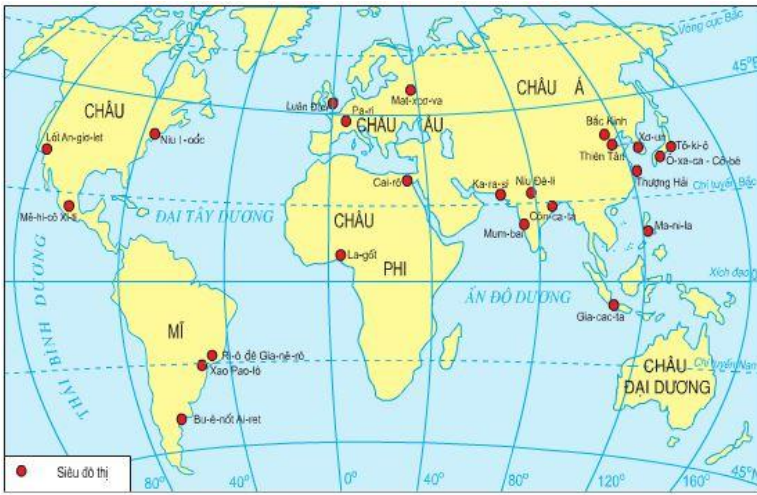 Vòng cực Bắc
45°B
CHÂU Á
CHÂU
Luân Đôn
Mat-xcơ-va
Pa-ri
CHÂU ÂU
Bắc Kinh
Lốt An-giơ-let
Niu I-oóc
Xơ-un
Tô-ki-ô
Thiên Tân
Ô-xa-ca - Cô-bê
Cai-rô
Ka-ra-si
Niu Đê-li
Thượng Hải
Chí tuyến Bắc
Mê-hi-cô Xi-ti
ĐẠI TÂY DƯƠNG
CHÂU
Côn-ca-ta
Mum-bai
Ma-ni-la
La-gốt
PHI
Xích đạo
THÁI BÌNH DƯƠNG
ẤN ĐỘ DƯƠNG
Gia-cac-ta
MĨ
Ri-ô đê Gia-nê-rô
Xao Pao-lô
CHÂU
ĐẠI DƯƠNG
Chí tuyến Nam
Bu-ê-nốt Ai-ret
Siêu đô thị
80°
40°
0°
40°
80°
120°
160°
45°N